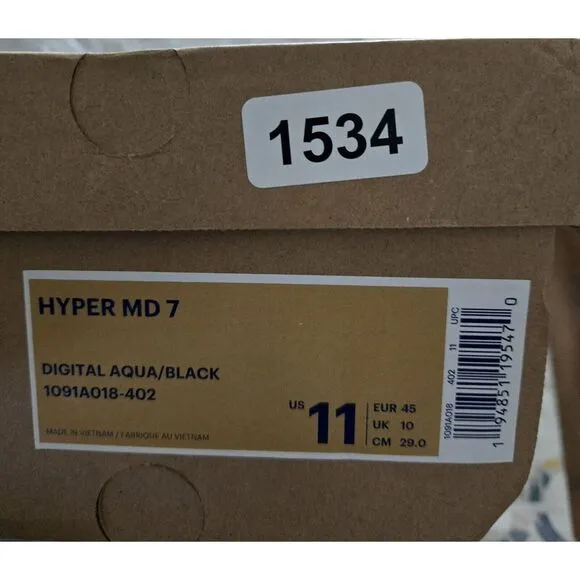 1534
HYPER MD 7
DIGITAL AQUA/BLACK
1091A018-402
MADE IN VIETNAM / FABRIQUE AU VIETNAM
US 11
EUR 45
UK 10
CM 29.0
1091A018 402 11 UPC
1 94851 19547 0